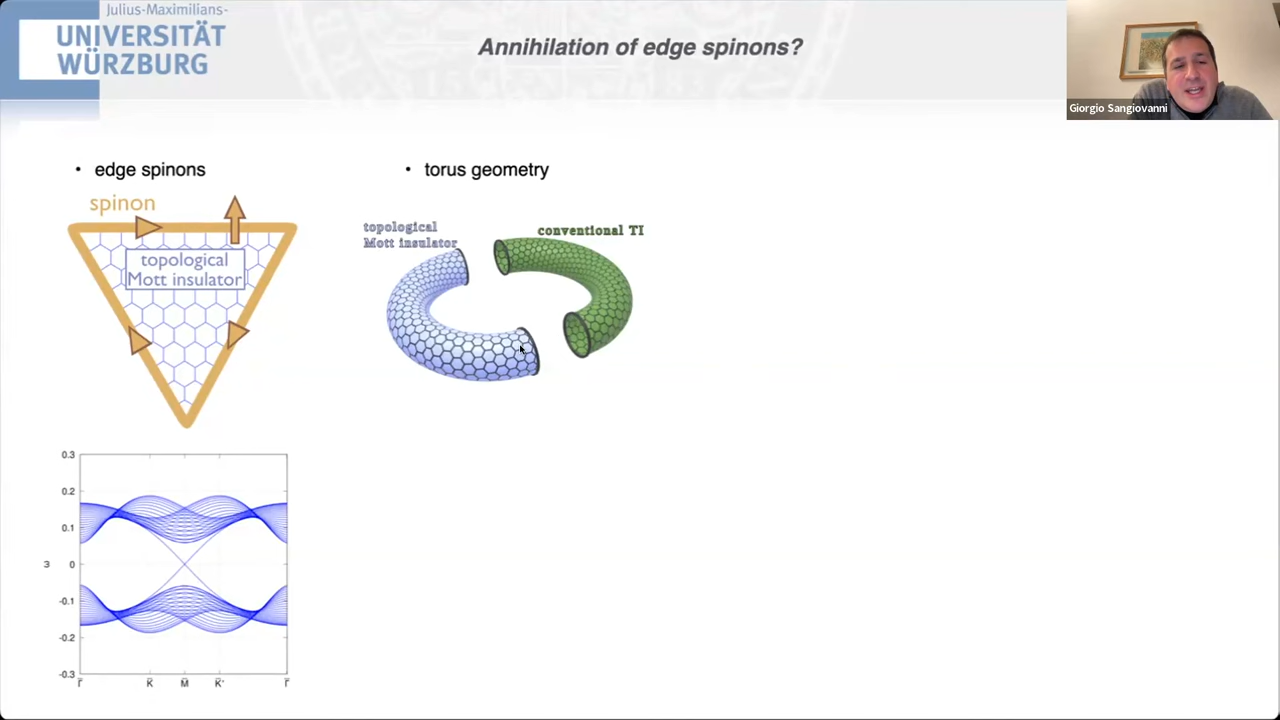 Julius-Maximilians-
UNIVERSITÄT
WÜRZBURG
Annihilation of edge spinons?
Giorgio Sangiovanni
• edge spinons
• torus geometry
spinon
topological
Mott insulator
topological
Mott insulator
conventional TI
0.3
0.2
0.1
0
-0.1
-0.2
-0.3
ω
Γ̄ K̄ M̄ K̄' Γ̄